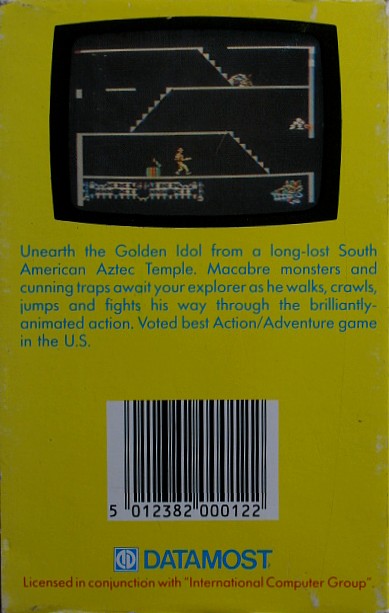 Unearth the Golden Idol from a long-lost South
American Aztec Temple. Macabre monsters and
cunning traps await your explorer as he walks, crawls,
jumps and fights his way through the brilliantly-
animated action. Voted best Action/Adventure game
in the U.S.
5 012382 000122
DATAMOST
Licensed in conjunction with "International Computer Group".